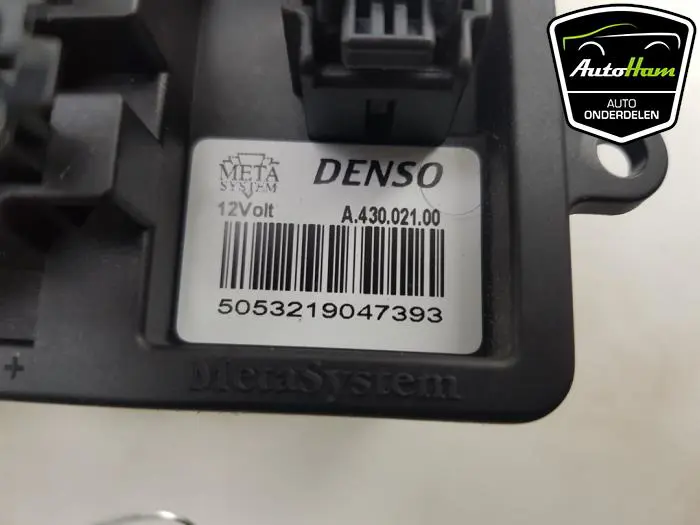 AutoHam
AUTO
ONDERDELEN
META
SYSTEM
DENSO
12Volt
A.430.021.00
5053219047393
+
MetaSystem